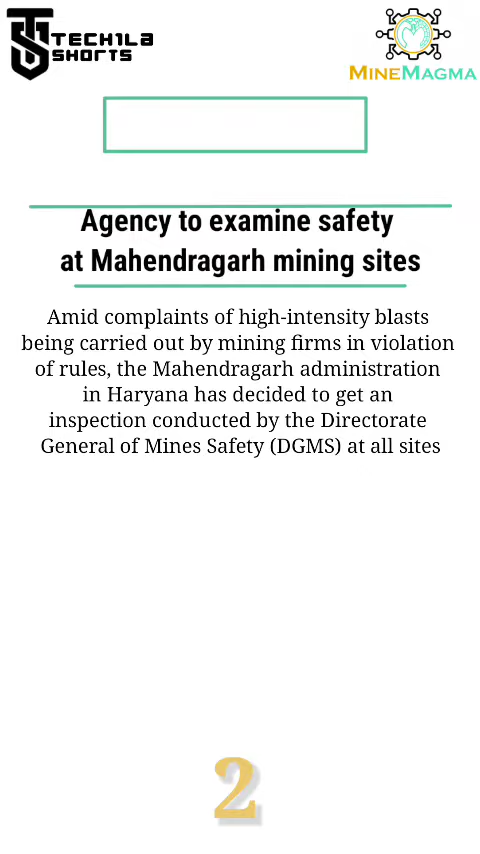 TECH1LA
SHORTS
MINEMAGMA
Agency to examine safety
at Mahendragarh mining sites
Amid complaints of high-intensity blasts
being carried out by mining firms in violation
of rules, the Mahendragarh administration
in Haryana has decided to get an
inspection conducted by the Directorate
General of Mines Safety (DGMS) at all sites
2